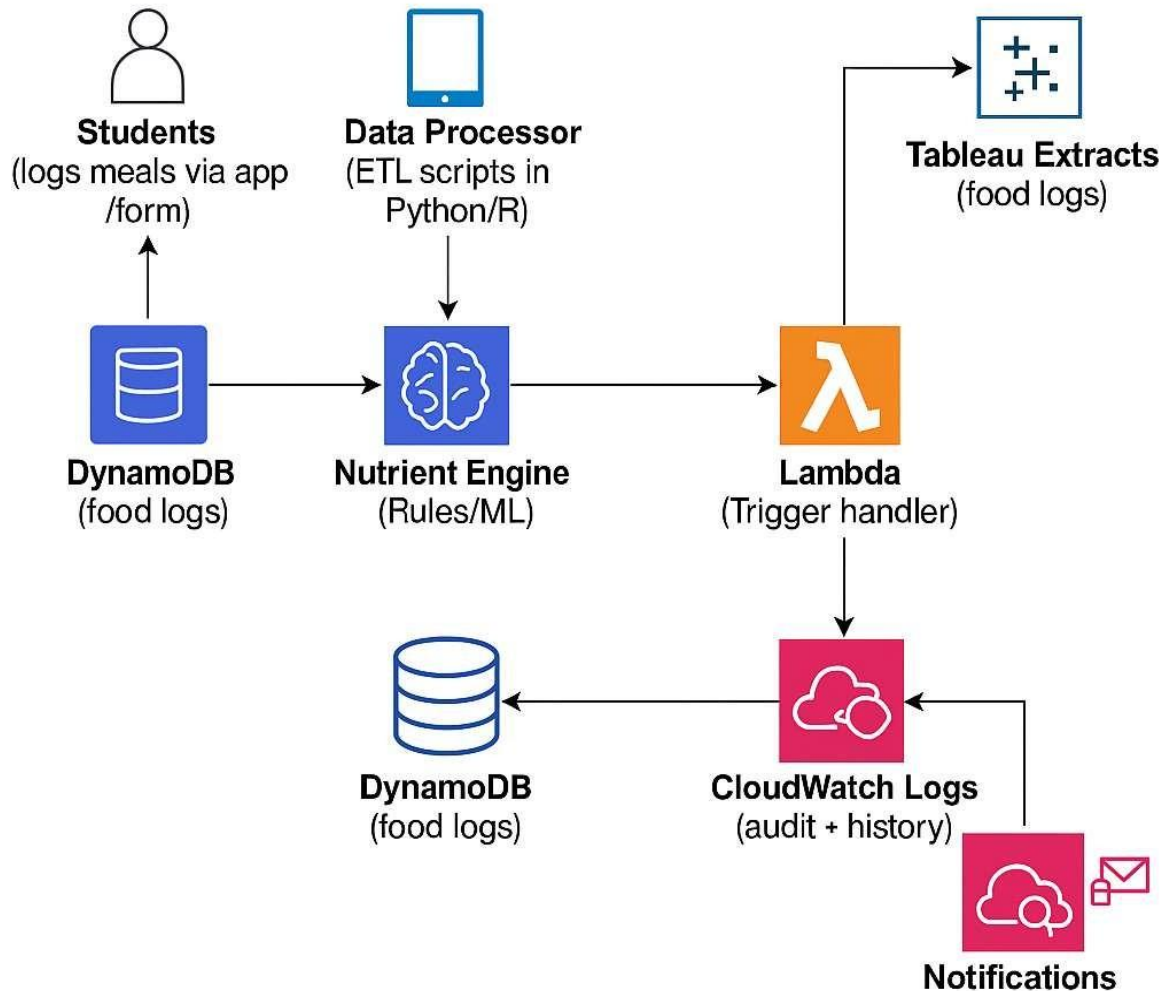 Students
(logs meals via app
/form)
Data Processor
(ETL scripts in
Python/R)
Tableau Extracts
(food logs)
DynamoDB
(food logs)
Nutrient Engine
(Rules/ML)
Lambda
(Trigger handler)
DynamoDB
(food logs)
CloudWatch Logs
(audit + history)
Notifications